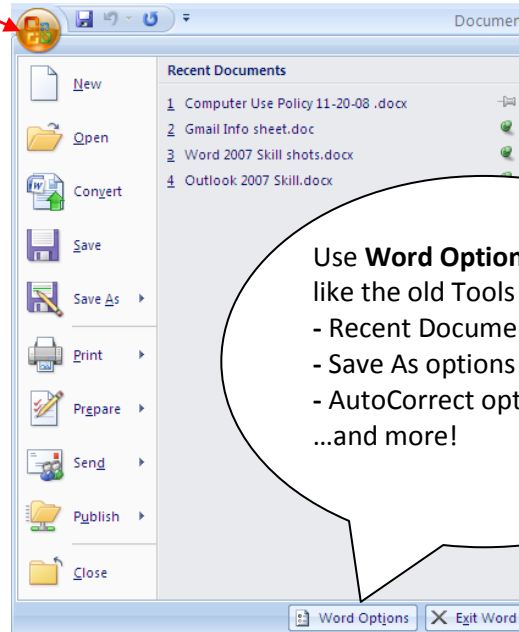 Documen
New
Open
Convert
Save
Save As
Print
Prepare
Send
Publish
Close
Recent Documents
1 Computer Use Policy 11-20-08 .docx
2 Gmail Info sheet.doc
3 Word 2007 Skill shots.docx
4 Outlook 2007 Skill.docx
Use Word Option
like the old Tools
- Recent Docume
- Save As options
- AutoCorrect opt
…and more!
Word Options
Exit Word